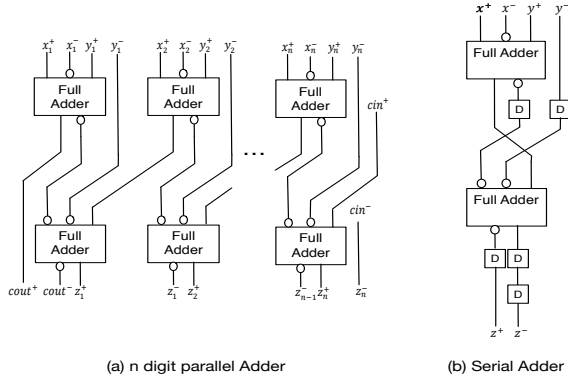 x₁⁺ x₁⁻ y₁⁺ y₁⁻ x₂⁺ x₂⁻ y₂⁺ y₂⁻ xₙ⁺ xₙ⁻ yₙ⁺ yₙ⁻
Full Adder Full Adder Full Adder
cin⁺
...
cin⁻
Full Adder Full Adder Full Adder
cout⁺ cout⁻ z₁⁺ z₁⁻ z₂⁺ zₙ₋₁⁻ zₙ⁺ zₙ⁻
(a) n digit parallel Adder
x⁺ x⁻ y⁺ y⁻
Full Adder
D D
Full Adder
D D
D
z⁺ z⁻
(b) Serial Adder